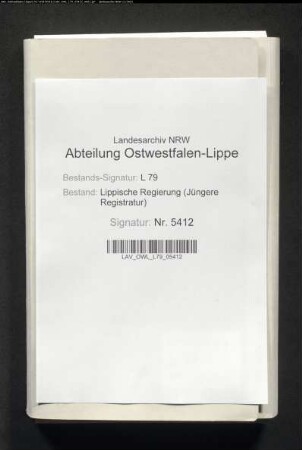 Landesarchiv NRW
Abteilung Ostwestfalen-Lippe
Bestands-Signatur: L 79
Bestand: Lippische Regierung (Jüngere
Registratur)
Signatur: Nr. 5412
LAV_OWL_L79_05412